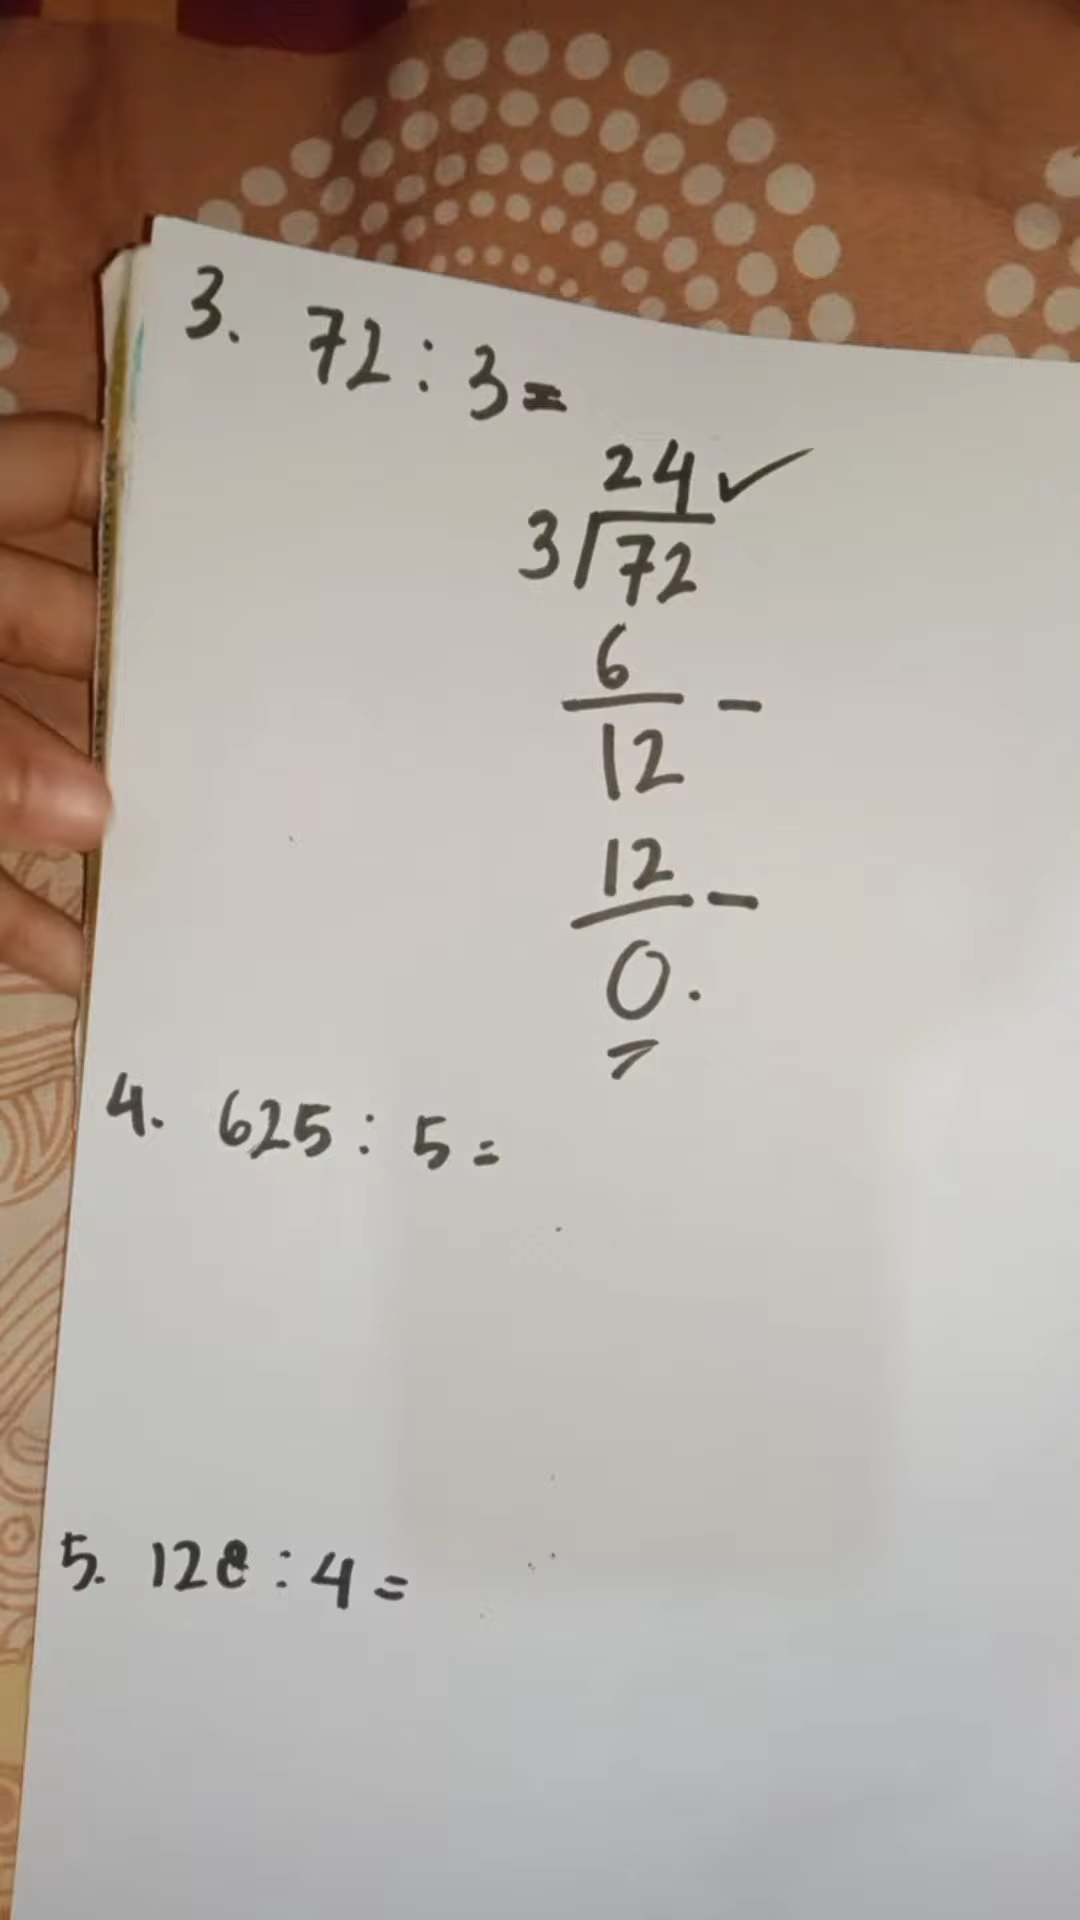 3. 72 : 3 =
24 ✓
3/72
6
12 -
12
0. -
=
4. 625 : 5 =
5. 128 : 4 =